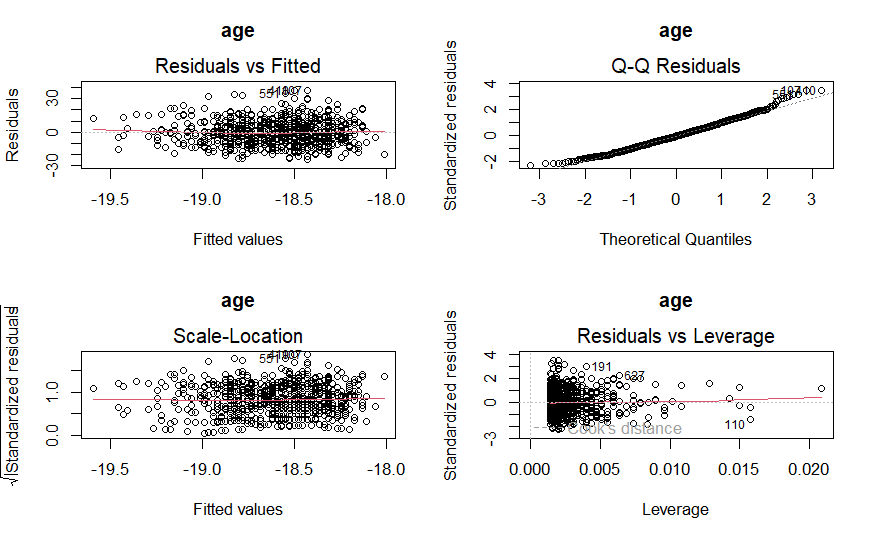 age
Residuals vs Fitted
Residuals
30
0
-30
551
-19.5
-19.0
-18.5
-18.0
Fitted values
age
Q-Q Residuals
Standardized residuals
4
2
0
-2
-3
-2
-1
0
1
2
3
Theoretical Quantiles
age
Scale-Location
√|Standardized residuals|
1.0
0.0
551
-19.5
-19.0
-18.5
-18.0
Fitted values
age
Residuals vs Leverage
Standardized residuals
4
2
0
-3
191
627
110
Cook's distance
0.000
0.005
0.010
0.015
0.020
Leverage